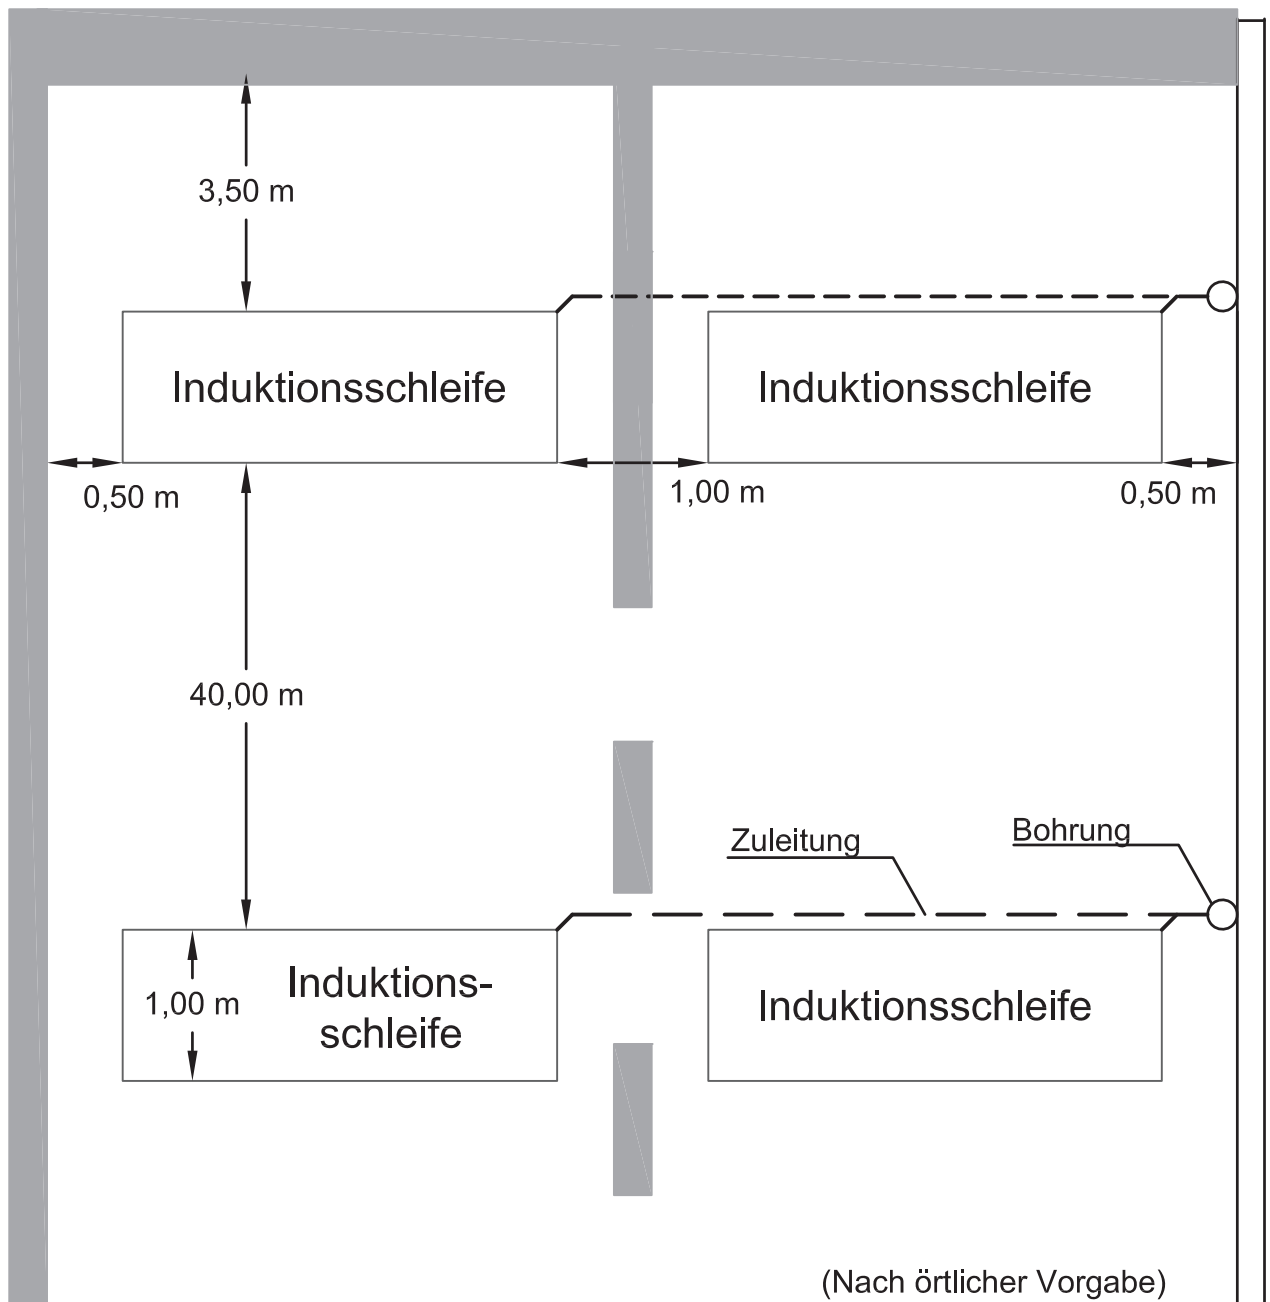 3,50 m
Induktionsschleife
Induktionsschleife
0,50 m
1,00 m
0,50 m
40,00 m
Zuleitung
Bohrung
1,00 m
Induktions-
schleife
Induktionsschleife
(Nach örtlicher Vorgabe)